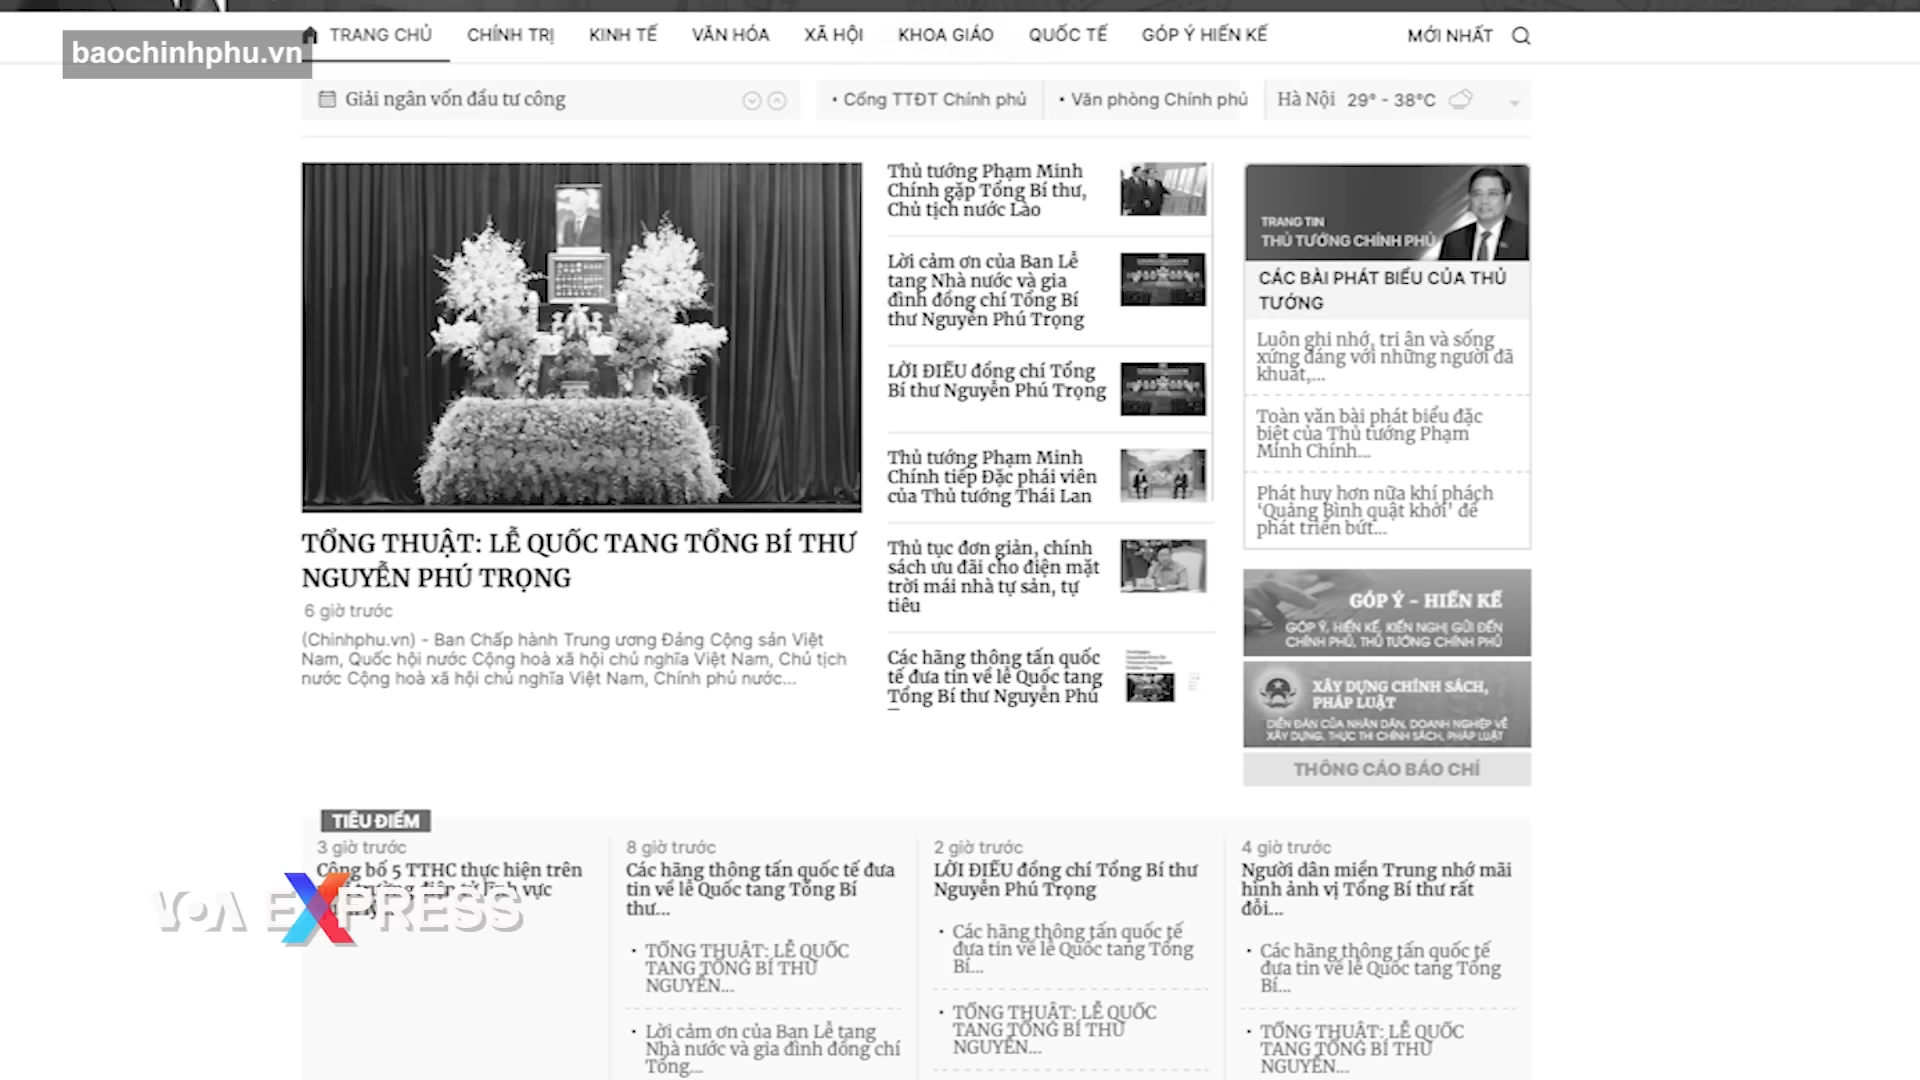 baochinhphu.vn
TRANG CHỦ CHÍNH TRỊ KINH TẾ VĂN HÓA XÃ HỘI KHOA GIÁO QUỐC TẾ GÓP Ý HIẾN KẾ MỚI NHẤT
Giải ngân vốn đầu tư công
• Cổng TTĐT Chính phủ • Văn phòng Chính phủ
Hà Nội 29° - 38°C
TỔNG THUẬT: LỄ QUỐC TANG TỔNG BÍ THƯ
NGUYỄN PHÚ TRỌNG
6 giờ trước
(Chinhphu.vn) - Ban Chấp hành Trung ương Đảng Cộng sản Việt
Nam, Quốc hội nước Cộng hoà xã hội chủ nghĩa Việt Nam, Chủ tịch
nước Cộng hoà xã hội chủ nghĩa Việt Nam, Chính phủ nước...
Thủ tướng Phạm Minh
Chính gặp Tổng Bí thư,
Chủ tịch nước Lào
Lời cảm ơn của Ban Lễ
tang Nhà nước và gia
đình đồng chí Tổng Bí
thư Nguyễn Phú Trọng
LỜI ĐIẾU đồng chí Tổng
Bí thư Nguyễn Phú Trọng
Thủ tướng Phạm Minh
Chính tiếp Đặc phái viên
của Thủ tướng Thái Lan
Thủ tục đơn giản, chính
sách ưu đãi cho điện mặt
trời mái nhà tự sản, tự
tiêu
Các hãng thông tấn quốc
tế đưa tin về lễ Quốc tang
Tổng Bí thư Nguyễn Phú
TRANG TIN
THỦ TƯỚNG CHÍNH PHỦ
CÁC BÀI PHÁT BIỂU CỦA THỦ
TƯỚNG
Luôn ghi nhớ, tri ân và sống
xứng đáng với những người đã
khuất,...
Toàn văn bài phát biểu đặc
biệt của Thủ tướng Phạm
Minh Chính...
Phát huy hơn nữa khí phách
'Quảng Bình quật khởi' để
phát triển bứt...
GÓP Ý - HIẾN KẾ
GÓP Ý, HIẾN KẾ, KIẾN NGHỊ GỬI ĐẾN
CHÍNH PHỦ, THỦ TƯỚNG CHÍNH PHỦ
XÂY DỰNG CHÍNH SÁCH,
PHÁP LUẬT
DIỄN ĐÀN CỦA NHÂN DÂN, DOANH NGHIỆP VỀ
XÂY DỰNG, THỰC THI CHÍNH SÁCH, PHÁP LUẬT
THÔNG CÁO BÁO CHÍ
TIÊU ĐIỂM
3 giờ trước
Công bố 5 TTHC thực hiện trên
VOA EXPRESS
8 giờ trước
Các hãng thông tấn quốc tế đưa
tin về lễ Quốc tang Tổng Bí
thư...
• TỔNG THUẬT: LỄ QUỐC
TANG TỔNG BÍ THƯ
NGUYỄN...
• Lời cảm ơn của Ban Lễ tang
Nhà nước và gia đình đồng chí
Tổng...
2 giờ trước
LỜI ĐIẾU đồng chí Tổng Bí thư
Nguyễn Phú Trọng
• Các hãng thông tấn quốc tế
đưa tin về lễ Quốc tang Tổng
Bí...
• TỔNG THUẬT: LỄ QUỐC
TANG TỔNG BÍ THƯ
NGUYỄN...
4 giờ trước
Người dân miền Trung nhớ mãi
hình ảnh vị Tổng Bí thư rất
đỗi...
• Các hãng thông tấn quốc tế
đưa tin về lễ Quốc tang Tổng
Bí...
• TỔNG THUẬT: LỄ QUỐC
TANG TỔNG BÍ THƯ
NGUYỄN...